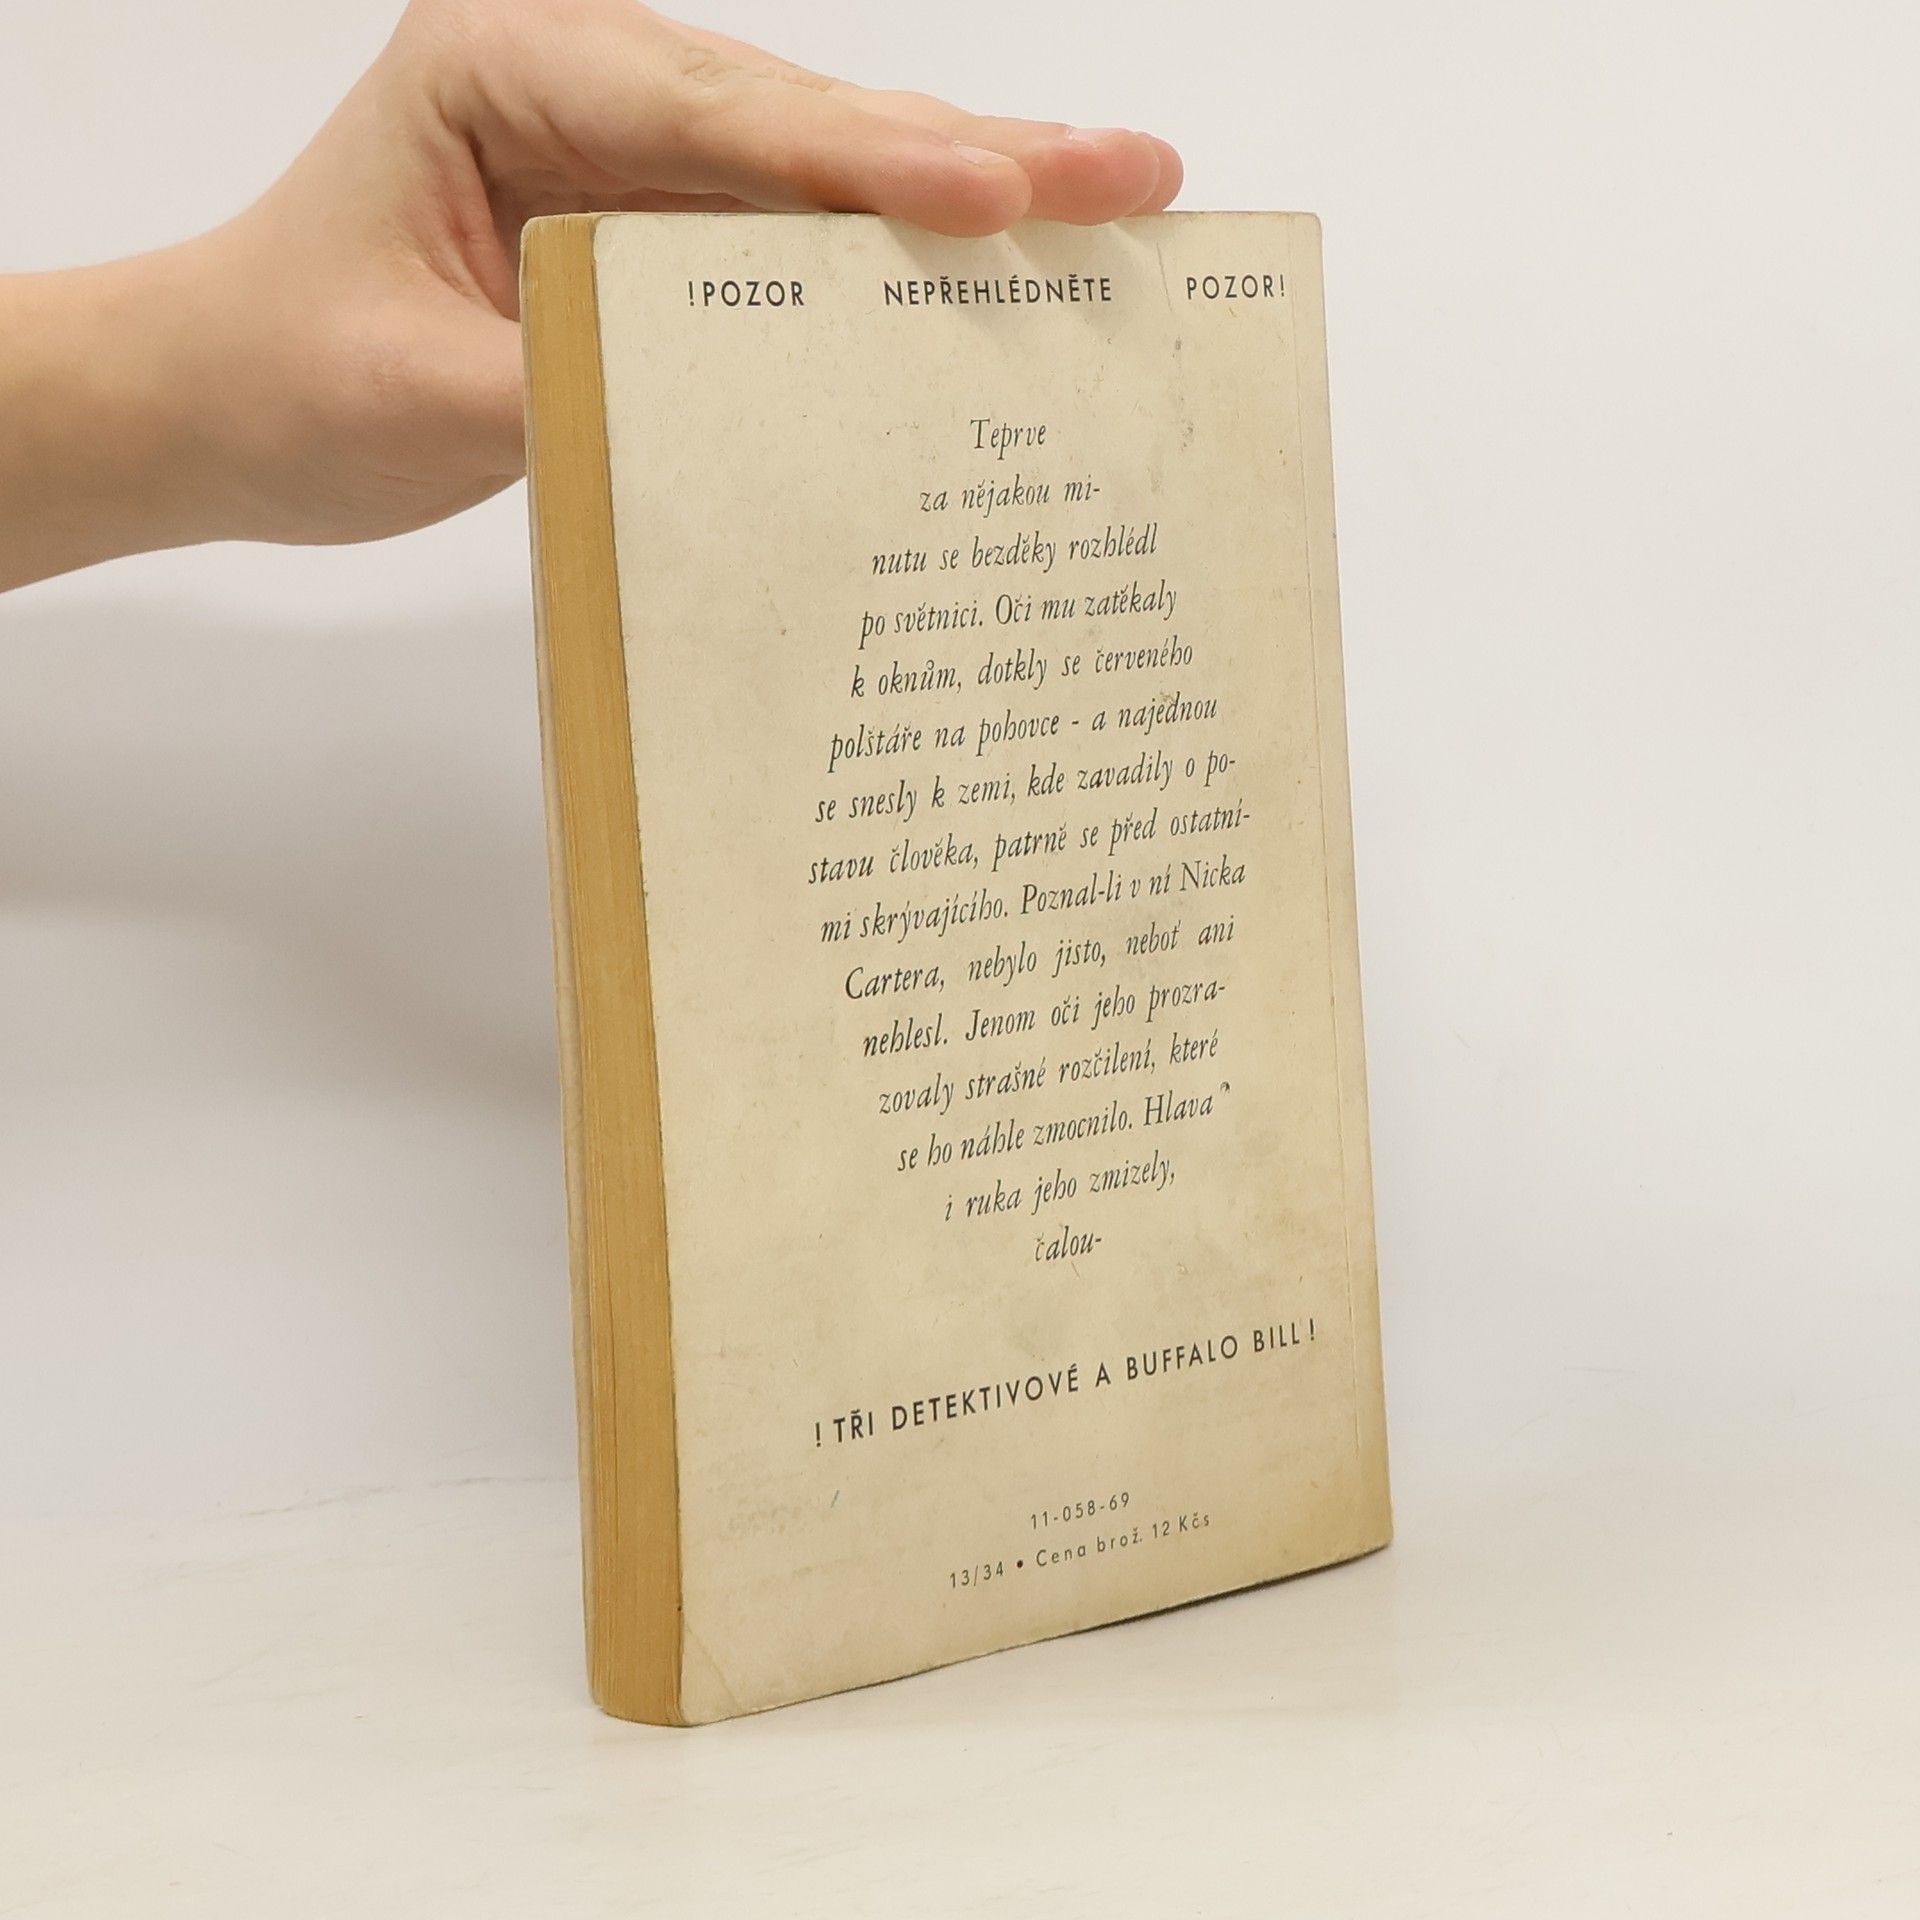 !POZOR NEPŘEHLÉDNĚTE POZOR!
Teprve
za nějakou mi-
nutu se bezděky rozhlédl
po světnici. Oči mu zatěkaly
k oknům, dotkly se červeného
polštáře na pohovce - a najednou
se snesly k zemi, kde zavadily o po-
stavu člověka, patrně se před ostatní-
mi skrývajícího. Poznal-li v ní Nicka
Cartera, nebylo jisto, neboť ani
nehlesl. Jenom oči jeho prozra-
zovaly strašné rozčilení, které
se ho náhle zmocnilo. Hlava
i ruka jeho zmizely,
čalou-
! TŘI DETEKTIVOVÉ A BUFFALO BILL !
11-058-69
13/34 • Cena brož. 12 Kčs